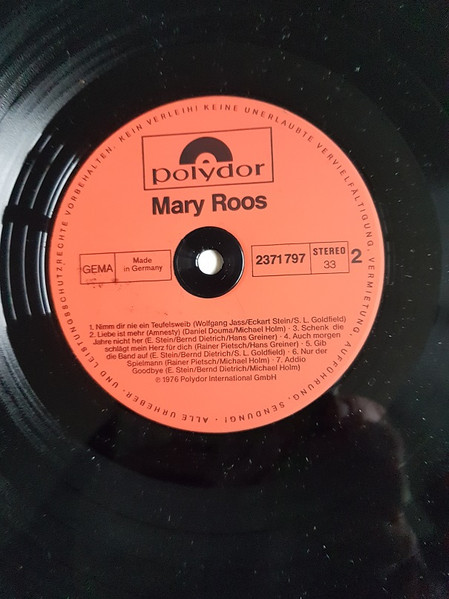 polydor
Mary Roos
GEMA
Made
in Germany
2371 797
STEREO
33
2
1. Nimm dir nie ein Teufelsweib (Wolfgang Jass/Eckart Stein/S. L. Goldfield)
2. Liebe ist mehr (Amnesty) (Daniel Douma/Michael Holm) · 3. Schenk die
Jahre nicht her (E. Stein/Bernd Dietrich/Hans Greiner) · 4. Auch morgen
schlägt mein Herz für dich (Rainer Pietsch/Hans Greiner) · 5. Gib
die Band auf (E. Stein/Bernd Dietrich/S. L. Goldfield) · 6. Nur der
Spielmann (Rainer Pietsch/Michael Holm) · 7. Addio
Goodbye (E. Stein/Bernd Dietrich/Michael Holm)
℗ 1976 Polydor International GmbH
· ALLE URHEBER- UND LEISTUNGSSCHUTZRECHTE VORBEHALTEN. KEIN VERLEIH! KEINE UNERLAUBTE VERVIELFÄLTIGUNG, VERMIETUNG, AUFFÜHRUNG, SENDUNG!